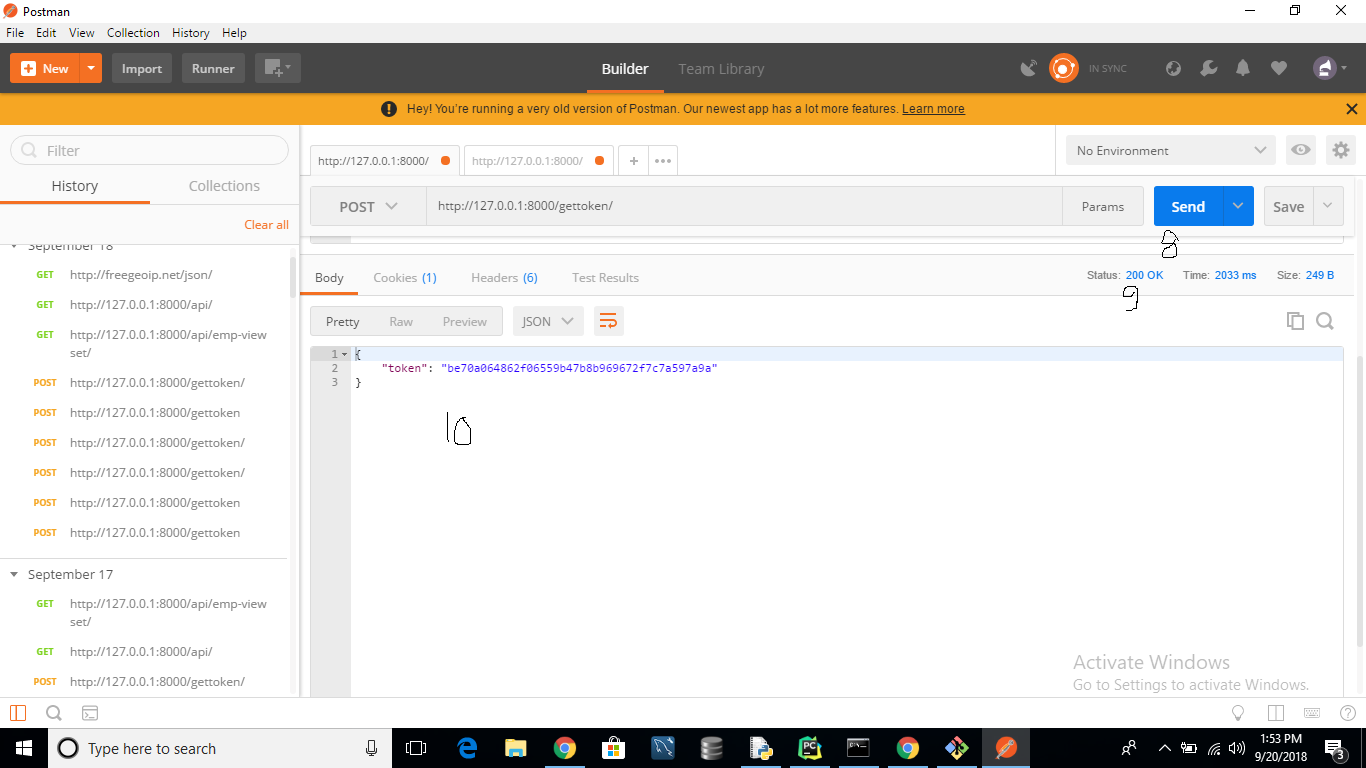 Postman
File Edit View Collection History Help
New Import Runner Builder Team Library IN SYNC
Hey! You're running a very old version of Postman. Our newest app has a lot more features. Learn more
Filter
History Collections
Clear all
September 18
GET http://freegeoip.net/json/
GET http://127.0.0.1:8000/api/
GET http://127.0.0.1:8000/api/emp-view
set/
POST http://127.0.0.1:8000/gettoken/
POST http://127.0.0.1:8000/gettoken
POST http://127.0.0.1:8000/gettoken/
POST http://127.0.0.1:8000/gettoken/
POST http://127.0.0.1:8000/gettoken
POST http://127.0.0.1:8000/gettoken
September 17
GET http://127.0.0.1:8000/api/emp-view
set/
GET http://127.0.0.1:8000/api/
POST http://127.0.0.1:8000/gettoken/
http://127.0.0.1:8000/ http://127.0.0.1:8000/ + ••• No Environment
POST http://127.0.0.1:8000/gettoken/ Params Send Save
8
Body Cookies (1) Headers (6) Test Results Status: 200 OK Time: 2033 ms Size: 249 B
9
Pretty Raw Preview JSON
1 {
2 "token": "be70a064862f06559b47b8b969672f7c7a597a9a"
3 }
10
Activate Windows
Go to Settings to activate Windows.
Type here to search
1:53 PM
9/20/2018
3